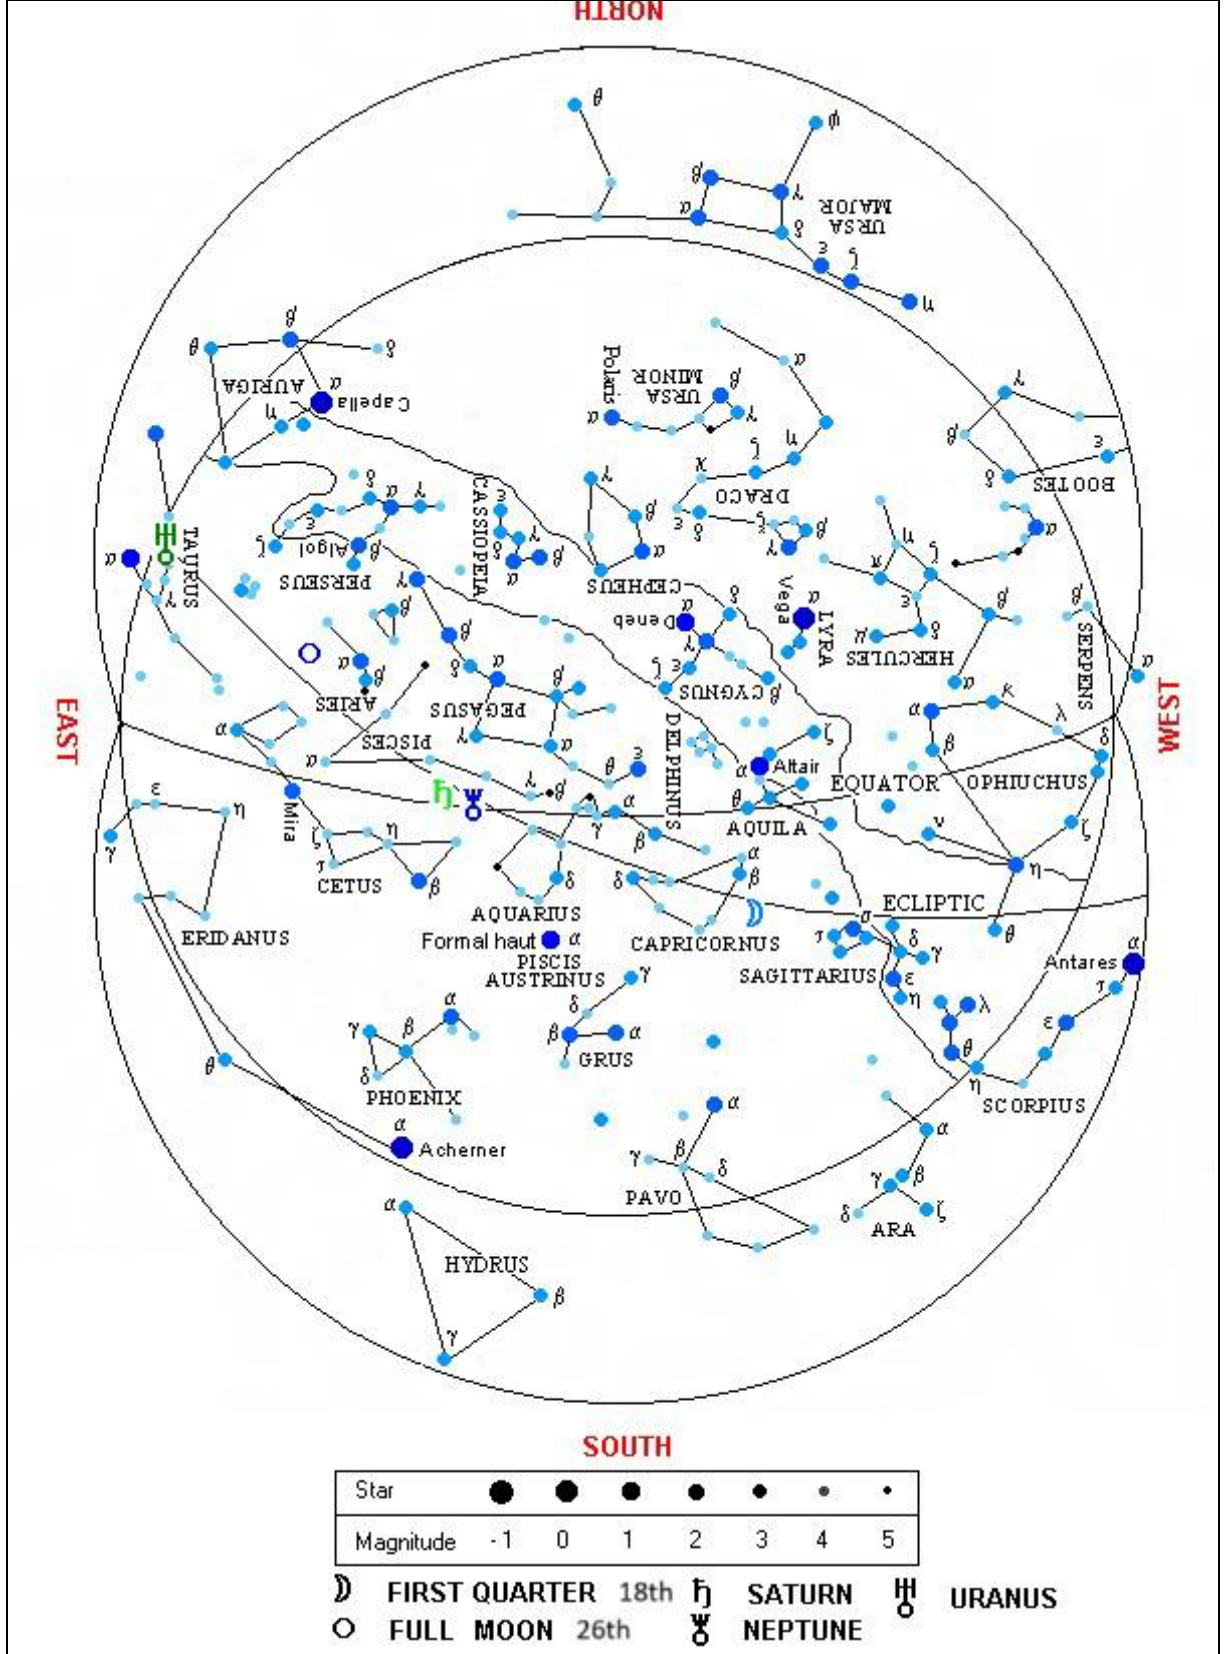 NORTH
θ
φ
β
γ
α
URSA MAJOR
δ
ε
ζ
η
β
θ
δ
AURIGA
α
Capella
η
Polaris
α
URSA MINOR
β
γ
α
η
ζ
χ
DRACO
ε
δ
ξ
β
γ
γ
β
δ
ε
BOOTES
δ
α
γ
ε
ζ
Algol
β
PERSEUS
CASSIOPEIA
ε
γ
δ
β
α
γ
β
α
CEPHEUS
η
π
ζ
ε
β
μ
δ
HERCULES
α
TAURUS
α
γ
β
α
β
ARIES
γ
β
δ
α
β
PEGASUS
γ
α
PISCES
α
α
Deneb
γ
δ
ε
ζ
β
CYGNUS
Vega
α
LYRA
β
SERPENS
α
κ
α
λ
β
δ
OPHIUCHUS
ν
ζ
η
θ
EAST
WEST
α
Mira
DELPHINUS
ζ
α
Attair
θ
AQUILA
EQUATOR
ε
η
γ
ERIDANUS
θ
ζ
η
τ
CETUS
β
γ
β
θ
ε
γ
α
β
δ
AQUARIUS
Formal haut
α
PISCIS
AUSTRINUS
δ
α
β
CAPRICORNUS
ECLIPTIC
σ
τ
δ
γ
SAGITTARIUS
ε
η
α
Antares
τ
λ
ε
θ
η
SCORPIUS
γ
β
α
δ
PHOENIX
γ
δ
β
α
GRUS
α
Acherner
α
β
γ
δ
PAVO
α
β
γ
δ
ζ
ARA
α
HYDRUS
β
γ
SOUTH
Star
Magnitude -1 0 1 2 3 4 5
FIRST QUARTER 18th SATURN URANUS
FULL MOON 26th NEPTUNE